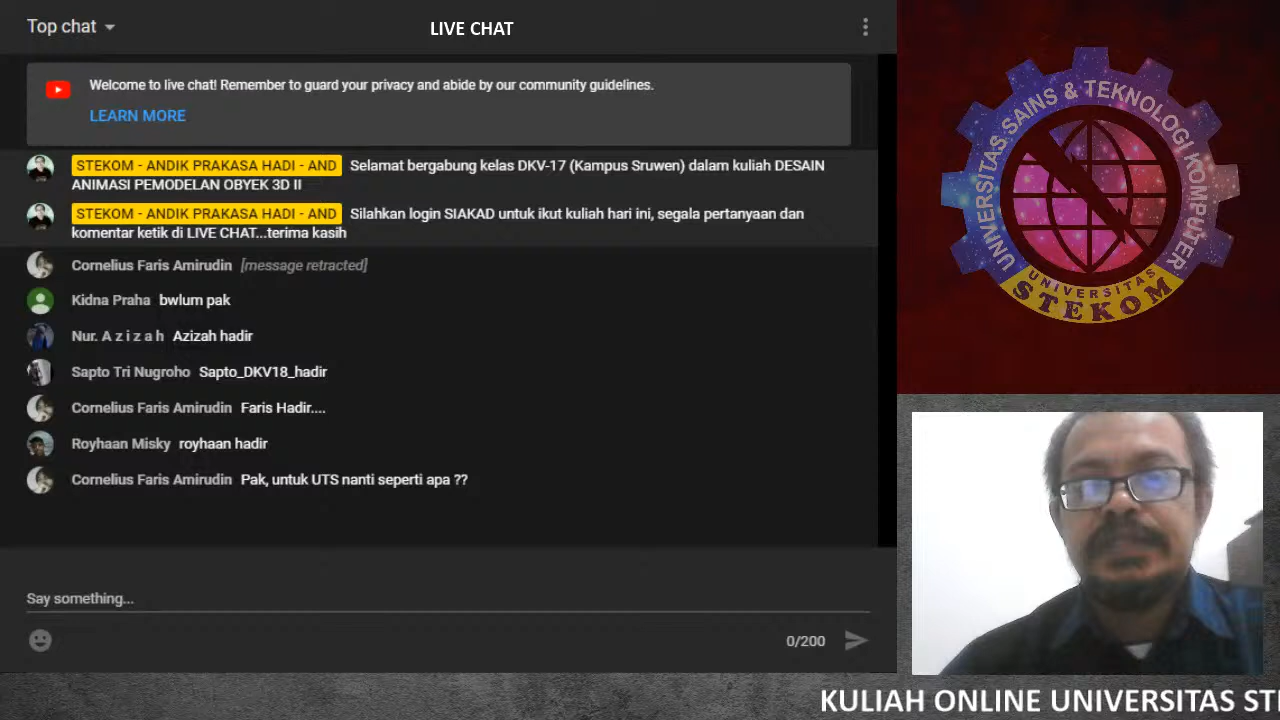 Top chat
LIVE CHAT
Welcome to live chat! Remember to guard your privacy and abide by our community guidelines.
LEARN MORE
STEKOM - ANDIK PRAKASA HADI - AND Selamat bergabung kelas DKV-17 (Kampus Sruwen) dalam kuliah DESAIN
ANIMASI PEMODELAN OBYEK 3D II
STEKOM - ANDIK PRAKASA HADI - AND Silahkan login SIAKAD untuk ikut kuliah hari ini, segala pertanyaan dan
komentar ketik di LIVE CHAT...terima kasih
Cornelius Faris Amirudin [message retracted]
Kidna Praha bwlum pak
Nur. A z i z a h Azizah hadir
Sapto Tri Nugroho Sapto_DKV18_hadir
Cornelius Faris Amirudin Faris Hadir....
Royhaan Misky royhaan hadir
Cornelius Faris Amirudin Pak, untuk UTS nanti seperti apa ??
Say something...
0/200
UNIVERSITAS SAINS & TEKNOLOGI KOMPUTER
UNIVERSITAS
STEKOM
KULIAH ONLINE UNIVERSITAS STE